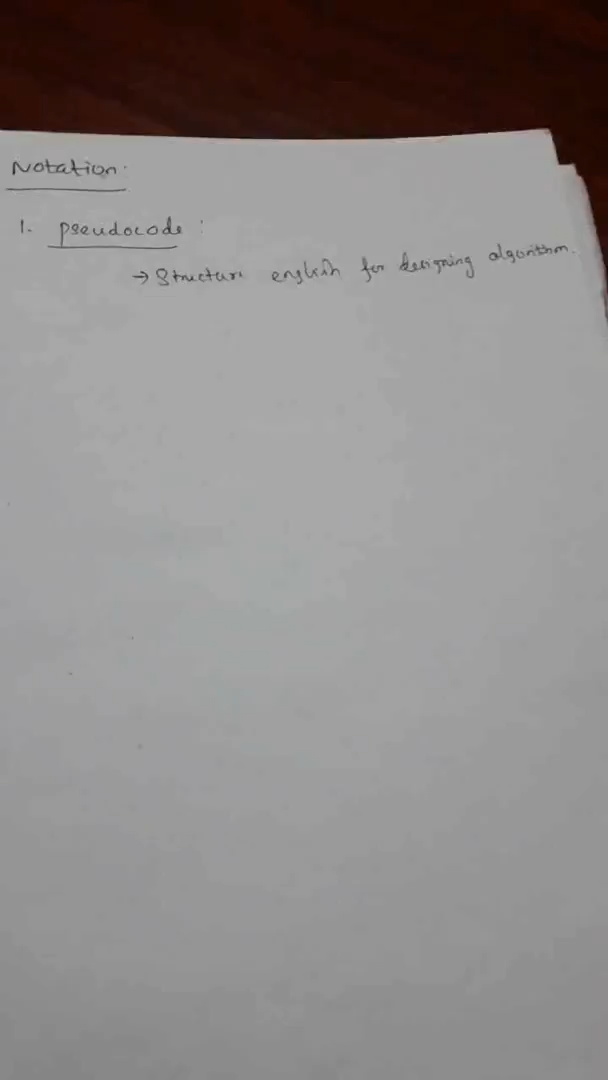 Notation:
1. pseudocode :
→ Structure english for designing algorithm.